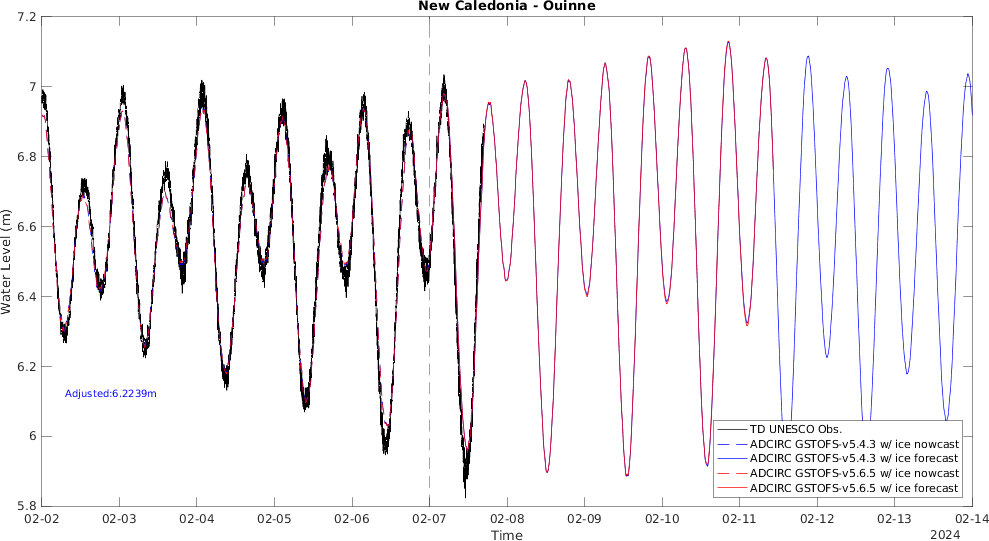 New Caledonia - Ouinne
7.2
7
6.8
6.6
6.4
6.2
6
5.8
Water Level (m)
Adjusted:6.2239m
TD UNESCO Obs.
ADCIRC GSTOFS-v5.4.3 w/ ice nowcast
ADCIRC GSTOFS-v5.4.3 w/ ice forecast
ADCIRC GSTOFS-v5.6.5 w/ ice nowcast
ADCIRC GSTOFS-v5.6.5 w/ ice forecast
02-02 02-03 02-04 02-05 02-06 02-07 02-08 02-09 02-10 02-11 02-12 02-13 02-14
Time
2024